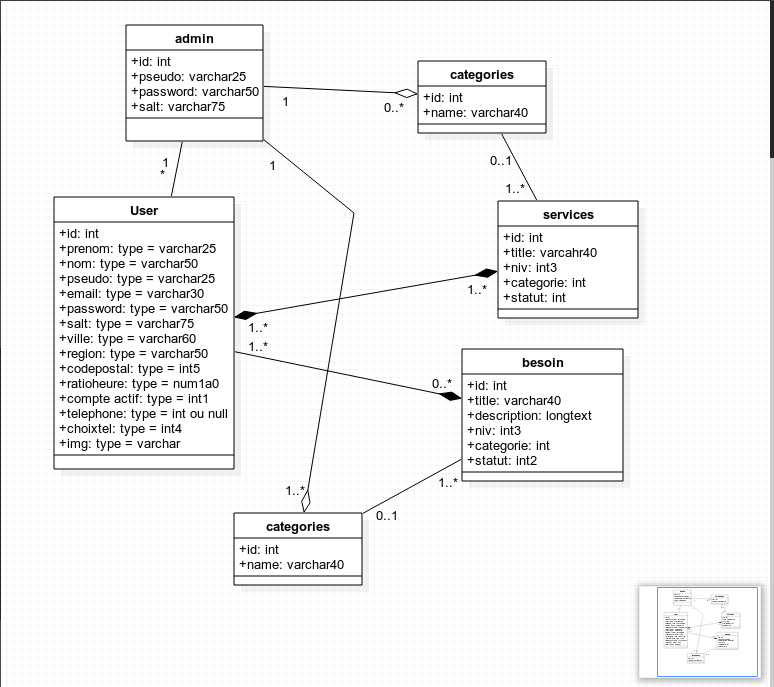 admin
+id: int
+pseudo: varchar25
+password: varchar50
+salt: varchar75
1
0..*
categories
+id: int
+name: varchar40
1
*
1
0..1
1..*
User
+id: int
+prenom: type = varchar25
+nom: type = varchar50
+pseudo: type = varchar25
+email: type = varchar30
+password: type = varchar50
+salt: type = varchar75
+ville: type = varchar60
+region: type = varchar50
+codepostal: type = int5
+ratioheure: type = num1a0
+compte actif: type = int1
+telephone: type = int ou null
+choixtel: type = int4
+img: type = varchar
services
+id: int
+title: varcahr40
+niv: int3
+categorie: int
+statut: int
1..*
1..*
1..*
0..*
besoin
+id: int
+title: varchar40
+description: longtext
+niv: int3
+categorie: int
+statut: int2
1..*
1..*
0..1
categories
+id: int
+name: varchar40